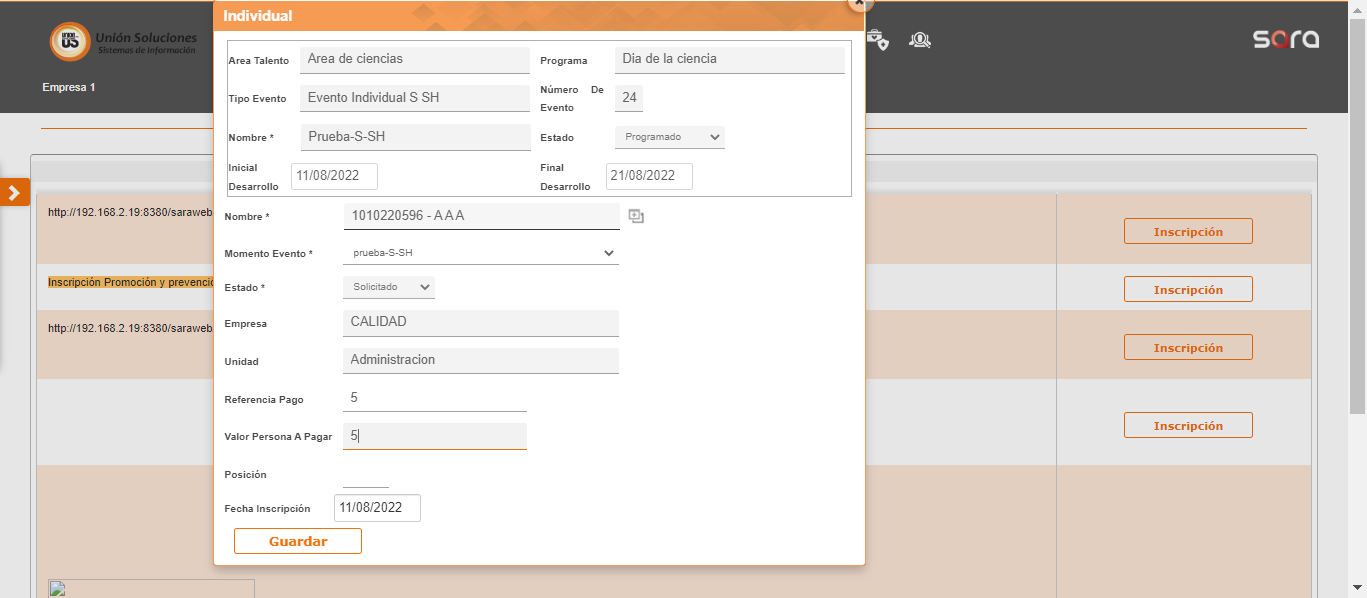 Individual
Unión Soluciones
Sistemas de Información
sara
Empresa 1
Area Talento Area de ciencias Programa Dia de la ciencia
Tipo Evento Evento Individual S SH Número De Evento 24
Nombre * Prueba-S-SH Estado Programado
Inicial Desarrollo 11/08/2022 Final Desarrollo 21/08/2022
http://192.168.2.19:8380/saraweb
Nombre * 1010220596 - A A A
Inscripción
Momento Evento * prueba-S-SH
Inscripción Promoción y prevenció
Estado * Solicitado
Inscripción
http://192.168.2.19:8380/saraweb
Empresa CALIDAD
Inscripción
Unidad Administracion
Referencia Pago 5
Inscripción
Valor Persona A Pagar 5
Posición
Fecha Inscripción 11/08/2022
Guardar